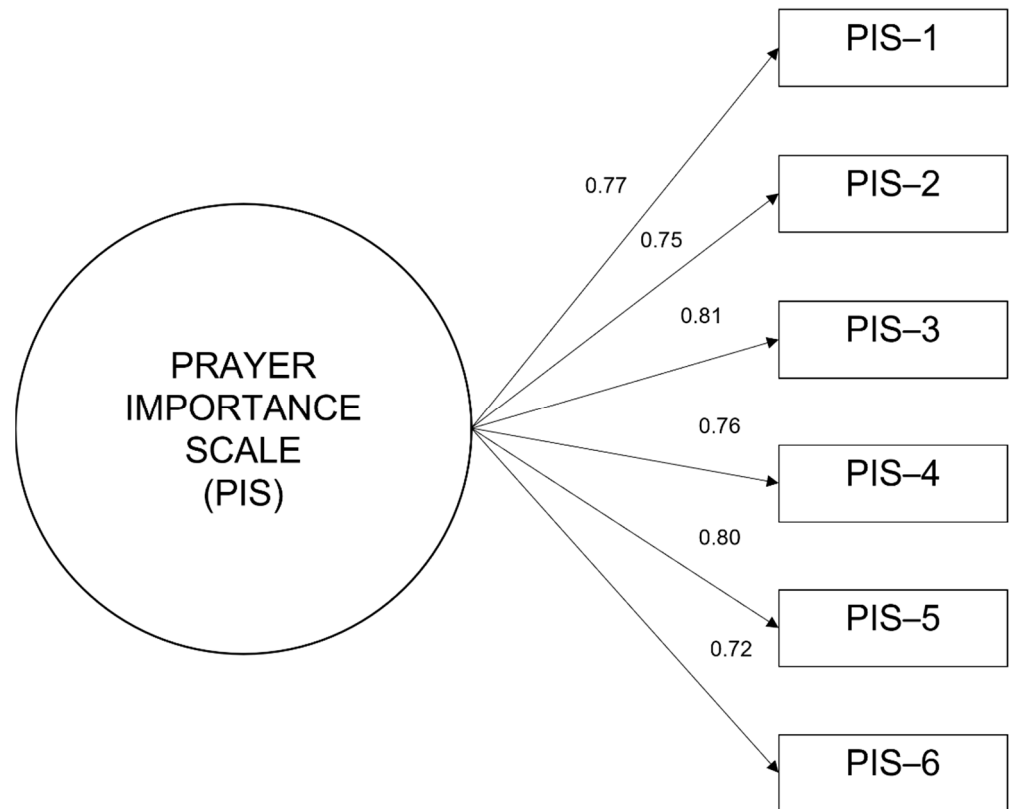 PIS–1
0.77
PIS–2
0.75
0.81
PIS–3
PRAYER
IMPORTANCE
SCALE
(PIS)
0.76
PIS–4
0.80
PIS–5
0.72
PIS–6